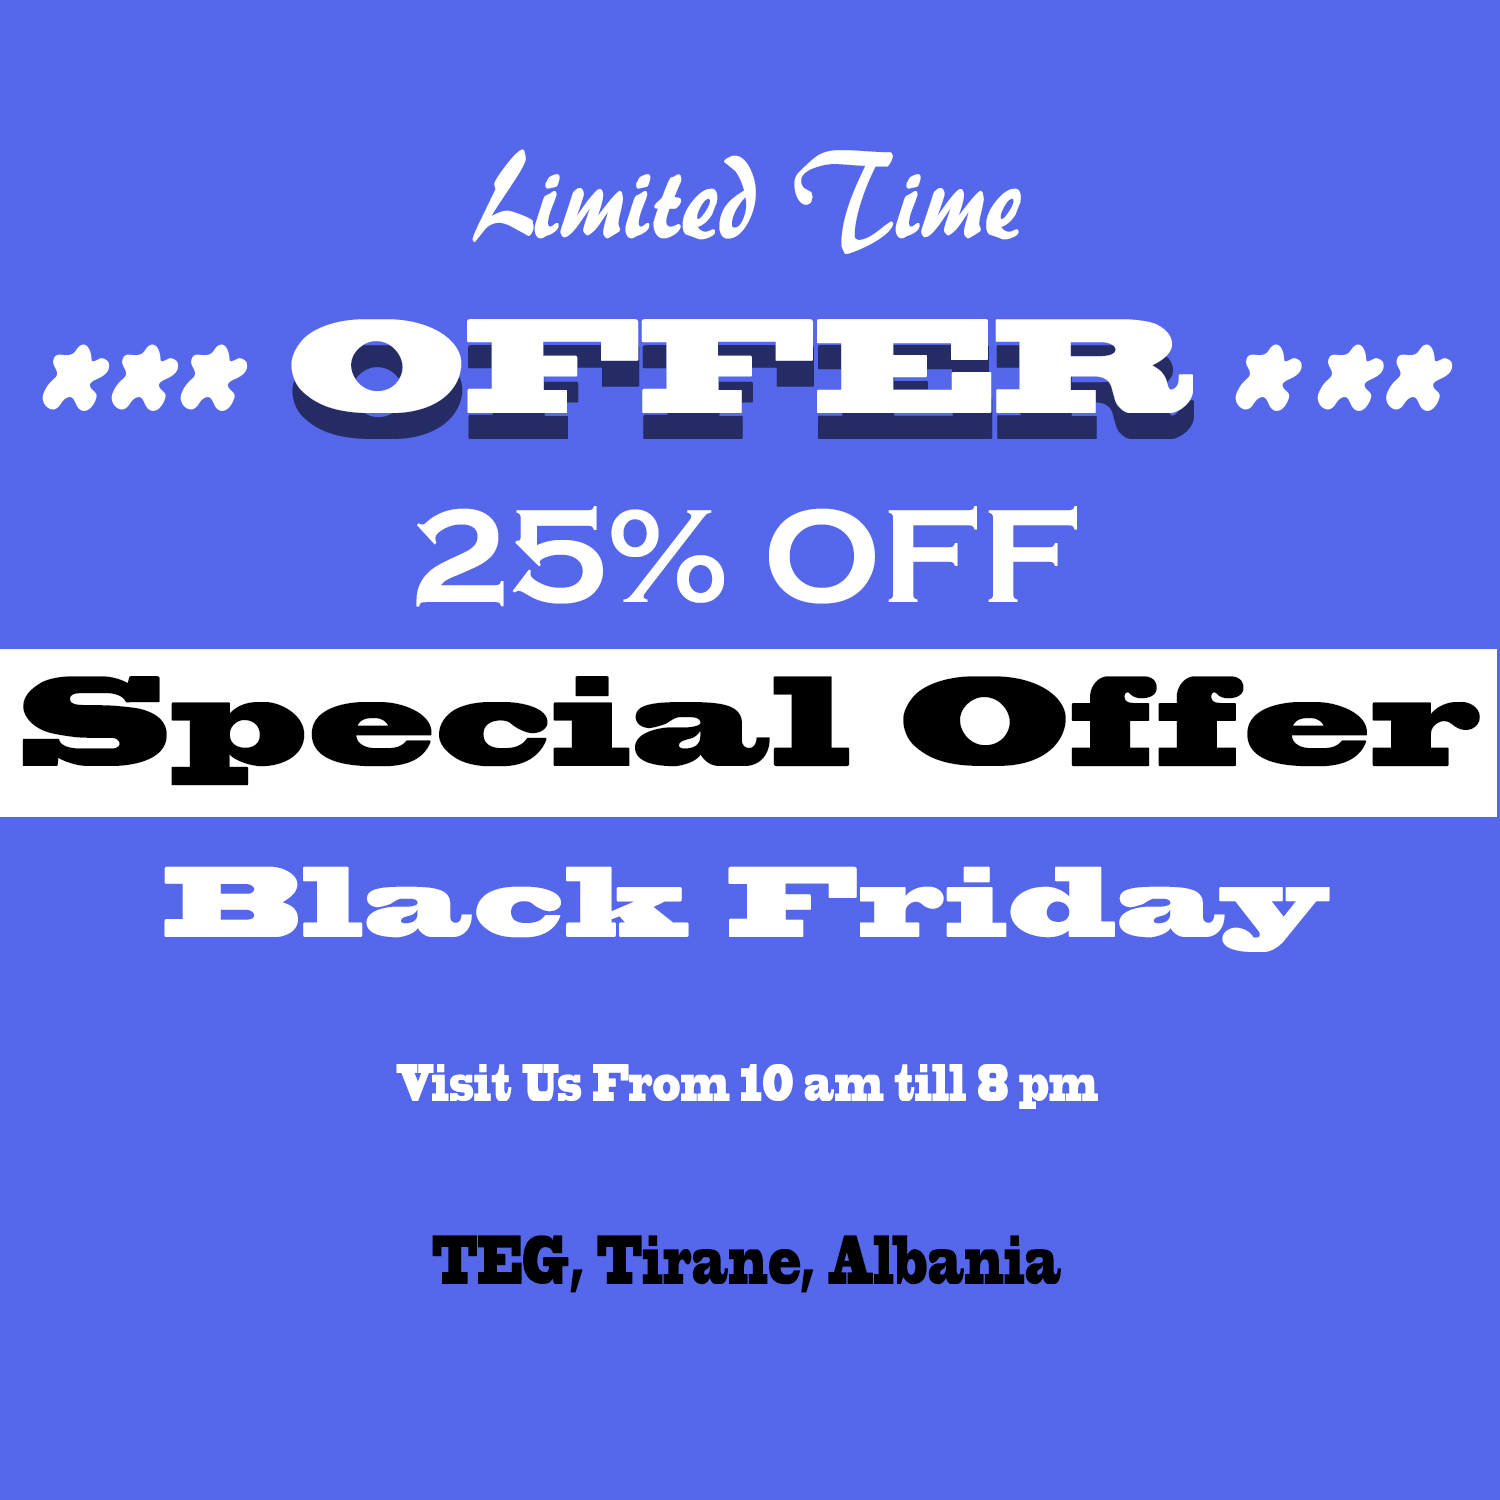 Limited Time
*** OFFER ***
25% OFF
Special Offer
Black Friday
Visit Us From 10 am till 8 pm
TEG, Tirane, Albania